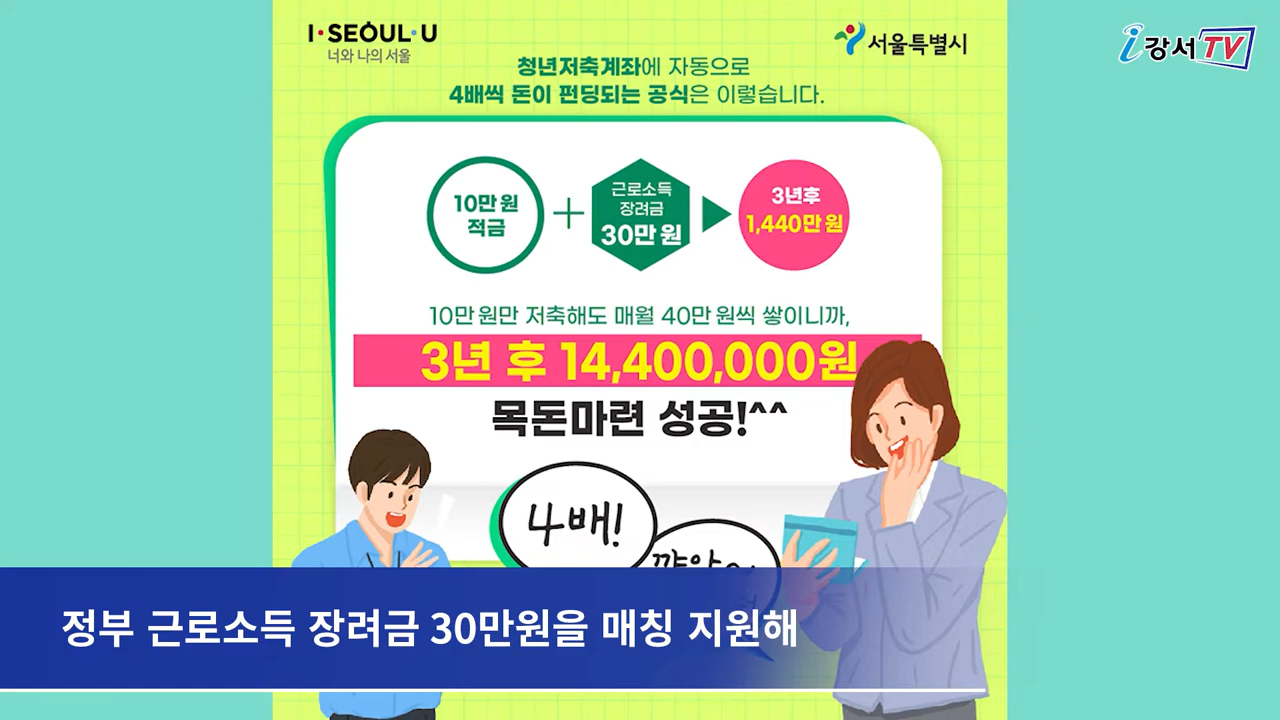 I·SEOUL·U
너와 나의 서울
서울특별시
i강서TV
청년저축계좌에 자동으로
4배씩 돈이 펀딩되는 공식은 이렇습니다.
10만 원
적금
+
근로소득
장려금
30만 원
3년후
1,440만 원
10만 원만 저축해도 매월 40만 원씩 쌓이니까,
3년 후 14,400,000원
목돈마련 성공!^^
4배!
정부 근로소득 장려금 30만원을 매칭 지원해